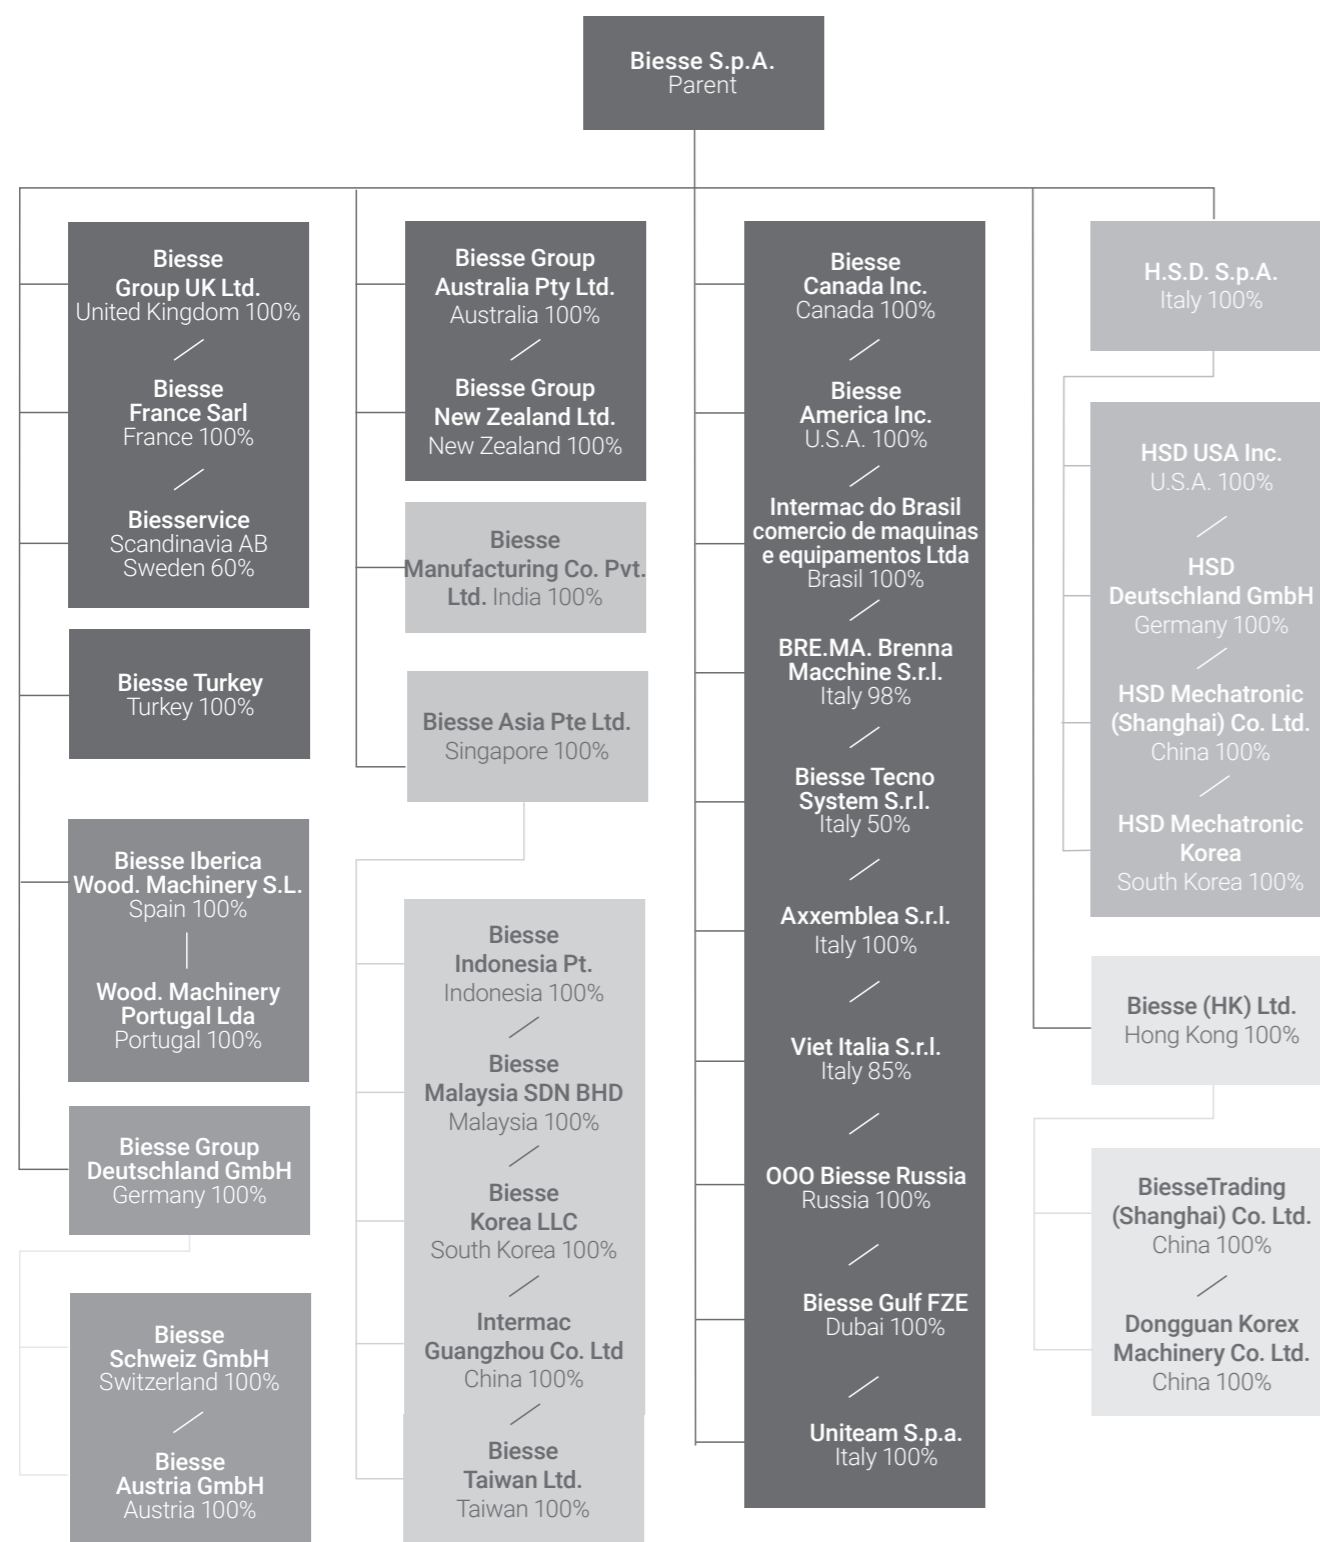 Biesse S.p.A.
Parent
Biesse
Group UK Ltd.
United Kingdom 100%
Biesse
France Sarl
France 100%
Biesservice
Scandinavia AB
Sweden 60%
Biesse Turkey
Turkey 100%
Biesse Iberica
Wood. Machinery S.L.
Spain 100%
Wood. Machinery
Portugal Lda
Portugal 100%
Biesse Group
Deutschland GmbH
Germany 100%
Biesse
Schweiz GmbH
Switzerland 100%
Biesse
Austria GmbH
Austria 100%
Biesse Group
Australia Pty Ltd.
Australia 100%
Biesse Group
New Zealand Ltd.
New Zealand 100%
Biesse
Manufacturing Co. Pvt.
Ltd. India 100%
Biesse Asia Pte Ltd.
Singapore 100%
Biesse
Indonesia Pt.
Indonesia 100%
Biesse
Malaysia SDN BHD
Malaysia 100%
Biesse
Korea LLC
South Korea 100%
Intermac
Guangzhou Co. Ltd
China 100%
Biesse
Taiwan Ltd.
Taiwan 100%
Biesse
Canada Inc.
Canada 100%
Biesse
America Inc.
U.S.A. 100%
Intermac do Brasil
comercio de maquinas
e equipamentos Ltda
Brasil 100%
BRE.MA. Brenna
Macchine S.r.l.
Italy 98%
Biesse Tecno
System S.r.l.
Italy 50%
Axxemblea S.r.l.
Italy 100%
Viet Italia S.r.l.
Italy 85%
OOO Biesse Russia
Russia 100%
Biesse Gulf FZE
Dubai 100%
Uniteam S.p.a.
Italy 100%
H.S.D. S.p.A.
Italy 100%
HSD USA Inc.
U.S.A. 100%
HSD
Deutschland GmbH
Germany 100%
HSD Mechatronic
(Shanghai) Co. Ltd.
China 100%
HSD Mechatronic
Korea
South Korea 100%
Biesse (HK) Ltd.
Hong Kong 100%
BiesseTrading
(Shanghai) Co. Ltd.
China 100%
Dongguan Korex
Machinery Co. Ltd.
China 100%